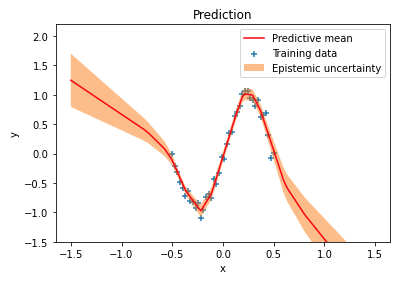 Prediction
Predictive mean
Training data
Epistemic uncertainty
2.0
1.5
1.0
0.5
0.0
−0.5
−1.0
−1.5
y
−1.5 −1.0 −0.5 0.0 0.5 1.0 1.5
x